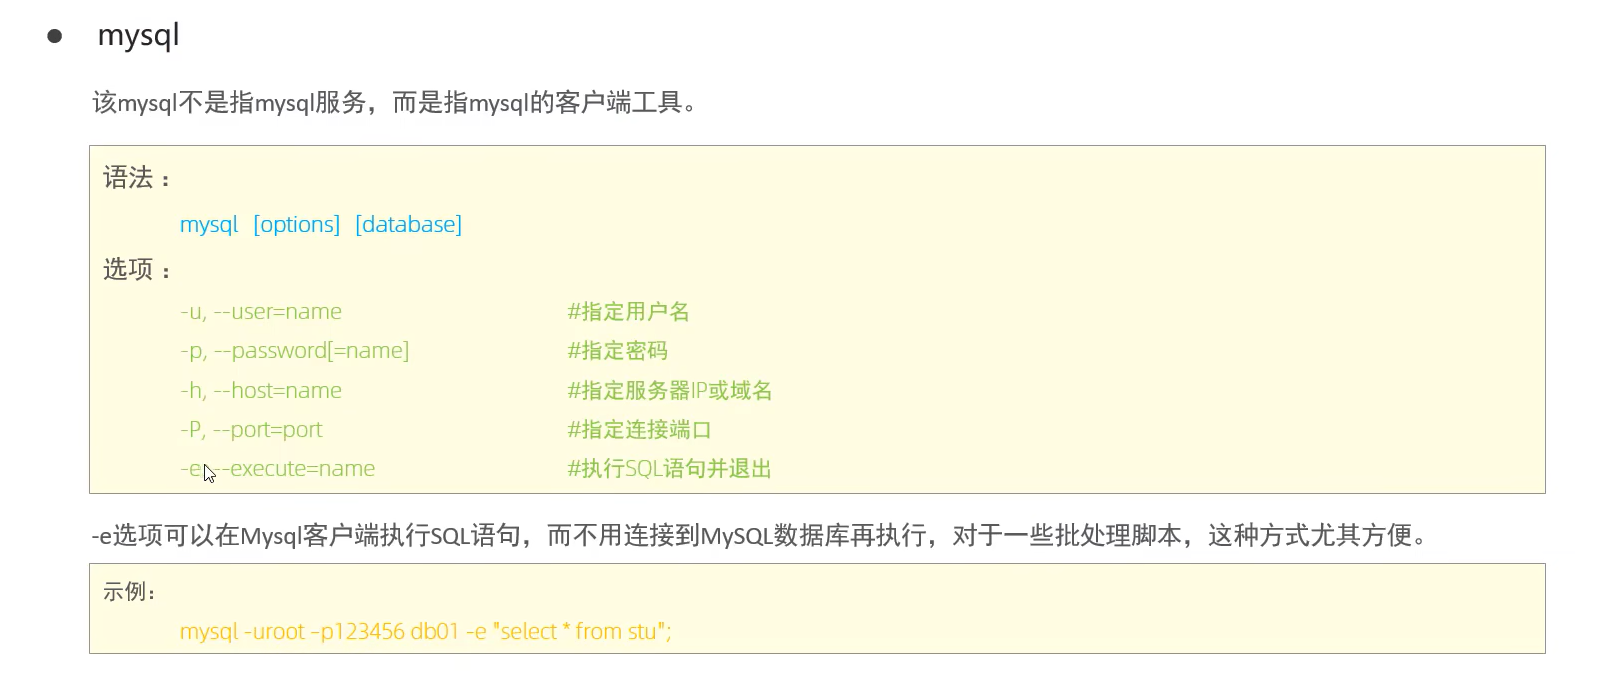 mysql
该mysql不是指mysql服务，而是指mysql的客户端工具。
语法：
mysql [options] [database]
选项：
-u, --user=name #指定用户名
-p, --password[=name] #指定密码
-h, --host=name #指定服务器IP或域名
-P, --port=port #指定连接端口
-e, --execute=name #执行SQL语句并退出
-e选项可以在Mysql客户端执行SQL语句，而不用连接到MySQL数据库再执行，对于一些批处理脚本，这种方式尤其方便。
示例：
mysql -uroot –p123456 db01 -e "select * from stu";